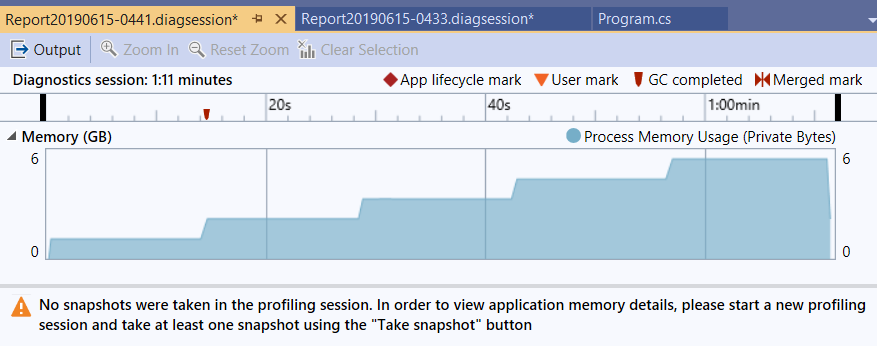 Report20190615-0441.diagsession* Report20190615-0433.diagsession* Program.cs
Output Zoom In Reset Zoom Clear Selection
Diagnostics session: 1:11 minutes App lifecycle mark User mark GC completed Merged mark
20s 40s 1:00min
Memory (GB) Process Memory Usage (Private Bytes)
6 6
0 0
No snapshots were taken in the profiling session. In order to view application memory details, please start a new profiling
session and take at least one snapshot using the "Take snapshot" button